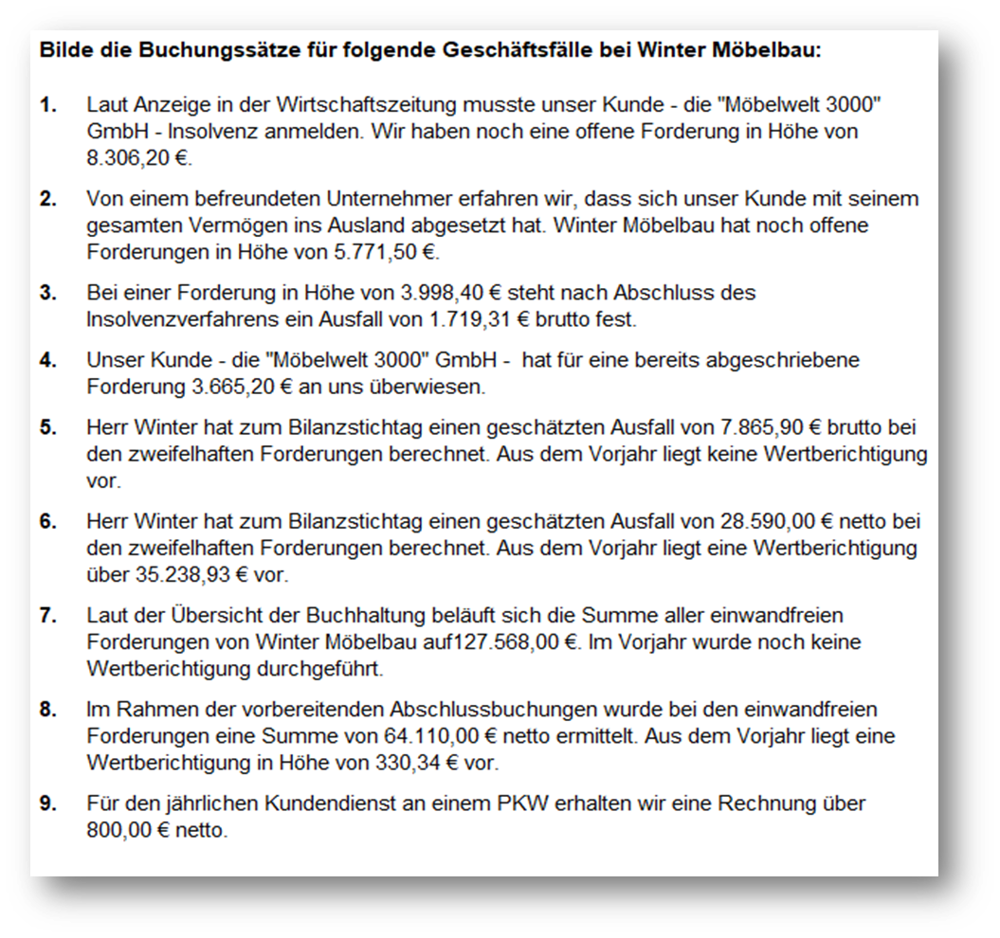 Bilde die Buchungssätze für folgende Geschäftsfälle bei Winter Möbelbau:
1. Laut Anzeige in der Wirtschaftszeitung musste unser Kunde - die "Möbelwelt 3000"
GmbH - Insolvenz anmelden. Wir haben noch eine offene Forderung in Höhe von
8.306,20 €.
2. Von einem befreundeten Unternehmer erfahren wir, dass sich unser Kunde mit seinem
gesamten Vermögen ins Ausland abgesetzt hat. Winter Möbelbau hat noch offene
Forderungen in Höhe von 5.771,50 €.
3. Bei einer Forderung in Höhe von 3.998,40 € steht nach Abschluss des
Insolvenzverfahrens ein Ausfall von 1.719,31 € brutto fest.
4. Unser Kunde - die "Möbelwelt 3000" GmbH - hat für eine bereits abgeschriebene
Forderung 3.665,20 € an uns überwiesen.
5. Herr Winter hat zum Bilanzstichtag einen geschätzten Ausfall von 7.865,90 € brutto bei
den zweifelhaften Forderungen berechnet. Aus dem Vorjahr liegt keine Wertberichtigung
vor.
6. Herr Winter hat zum Bilanzstichtag einen geschätzten Ausfall von 28.590,00 € netto bei
den zweifelhaften Forderungen berechnet. Aus dem Vorjahr liegt eine Wertberichtigung
über 35.238,93 € vor.
7. Laut der Übersicht der Buchhaltung beläuft sich die Summe aller einwandfreien
Forderungen von Winter Möbelbau auf127.568,00 €. Im Vorjahr wurde noch keine
Wertberichtigung durchgeführt.
8. Im Rahmen der vorbereitenden Abschlussbuchungen wurde bei den einwandfreien
Forderungen eine Summe von 64.110,00 € netto ermittelt. Aus dem Vorjahr liegt eine
Wertberichtigung in Höhe von 330,34 € vor.
9. Für den jährlichen Kundendienst an einem PKW erhalten wir eine Rechnung über
800,00 € netto.